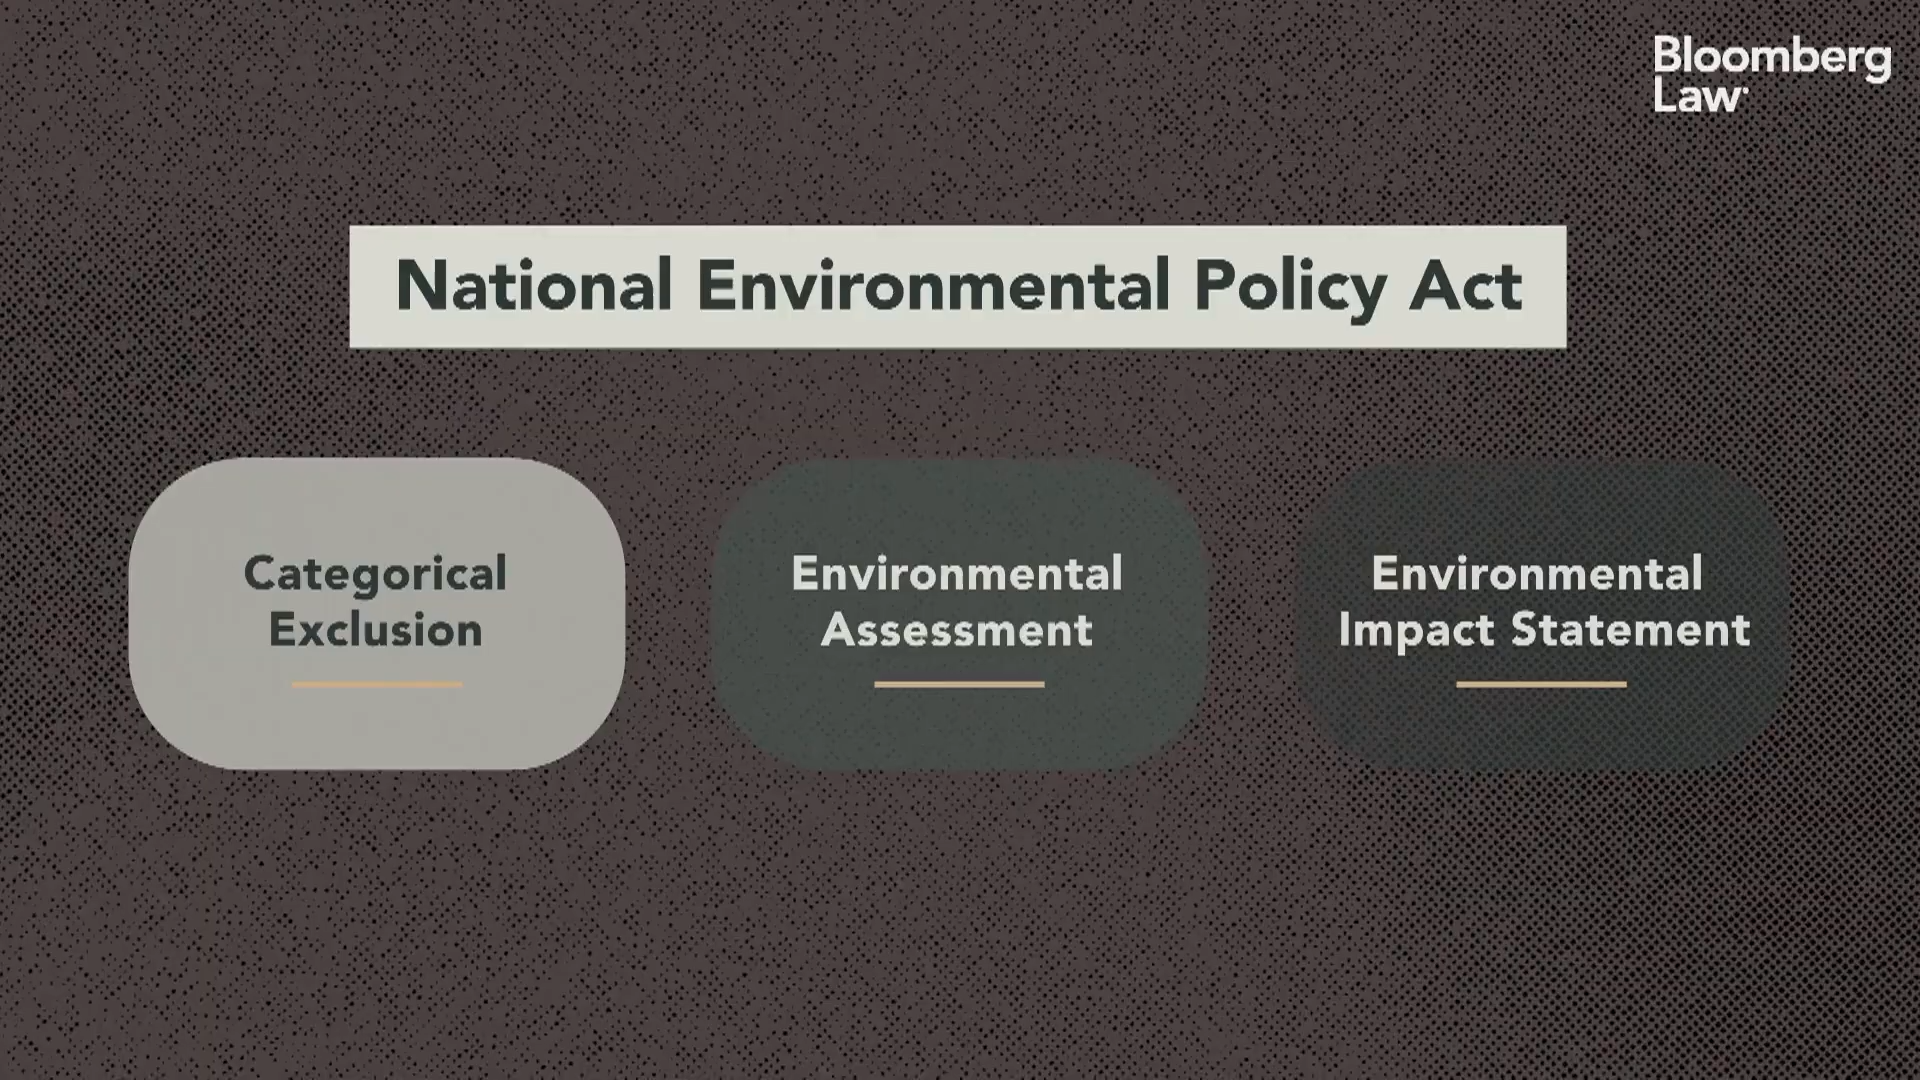 Bloomberg
Law
National Environmental Policy Act
Categorical
Exclusion
Environmental
Assessment
Environmental
Impact Statement